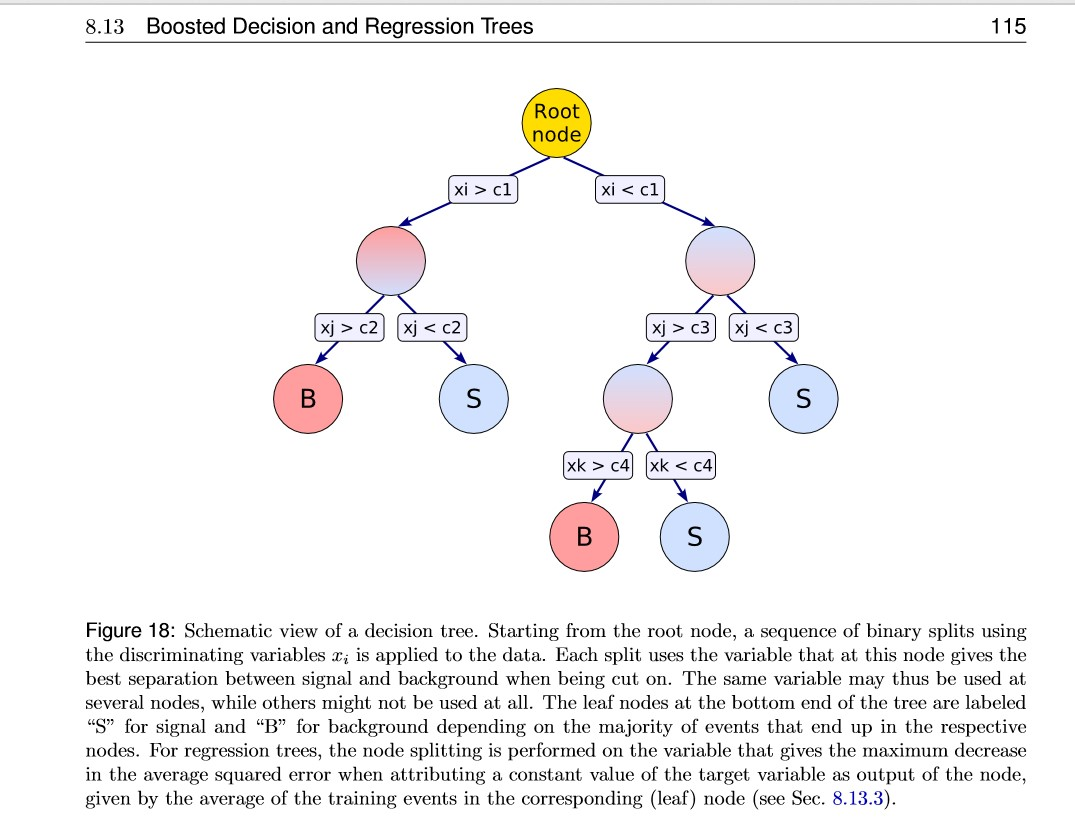 8.13 Boosted Decision and Regression Trees 115
Root
node
xi > c1 xi < c1
xj > c2 xj < c2 xj > c3 xj < c3
B S S
xk > c4 xk < c4
B S
Figure 18: Schematic view of a decision tree. Starting from the root node, a sequence of binary splits using
the discriminating variables xi is applied to the data. Each split uses the variable that at this node gives the
best separation between signal and background when being cut on. The same variable may thus be used at
several nodes, while others might not be used at all. The leaf nodes at the bottom end of the tree are labeled
“S” for signal and “B” for background depending on the majority of events that end up in the respective
nodes. For regression trees, the node splitting is performed on the variable that gives the maximum decrease
in the average squared error when attributing a constant value of the target variable as output of the node,
given by the average of the training events in the corresponding (leaf) node (see Sec. 8.13.3).